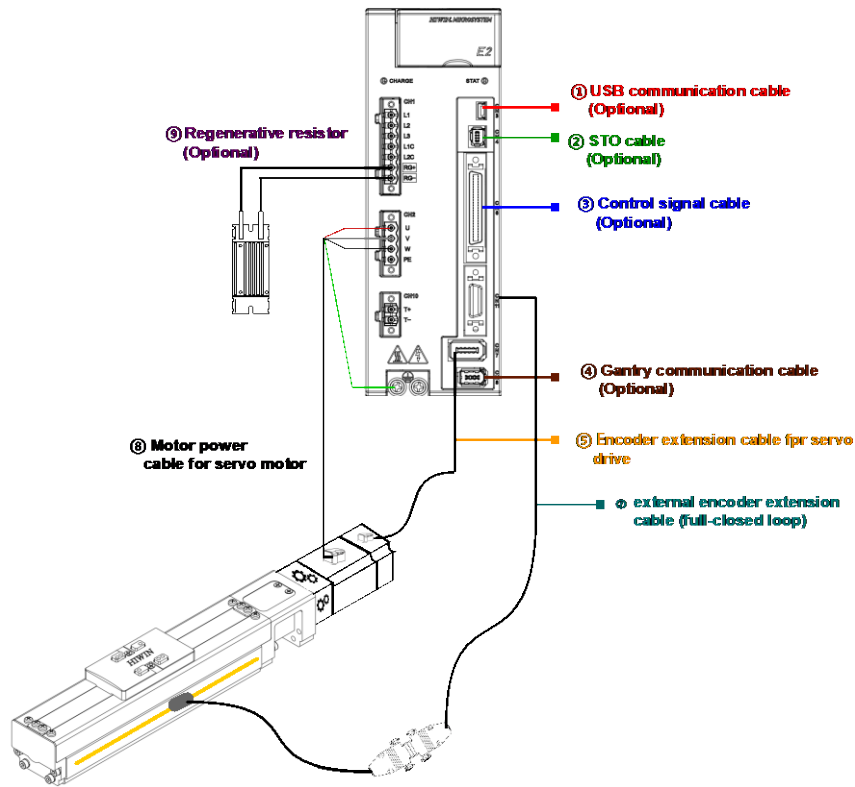 HIWIN MIKROSYSTEM
E2
CHARGE
STAT
CN1
L1
L2
L3
L1C
L2C
RG+
RG-
CN2
U
V
W
PE
CN10
T+
T-
① USB communication cable
(Optional)
② STO cable
(Optional)
③ Control signal cable
(Optional)
④ Gantry communication cable
(Optional)
⑤ Encoder extension cable fpr servo
drive
⑦ external encoder extension
cable (full-closed loop)
⑨ Regenerative resistor
(Optional)
⑧ Motor power
cable for servo motor
HIWIN